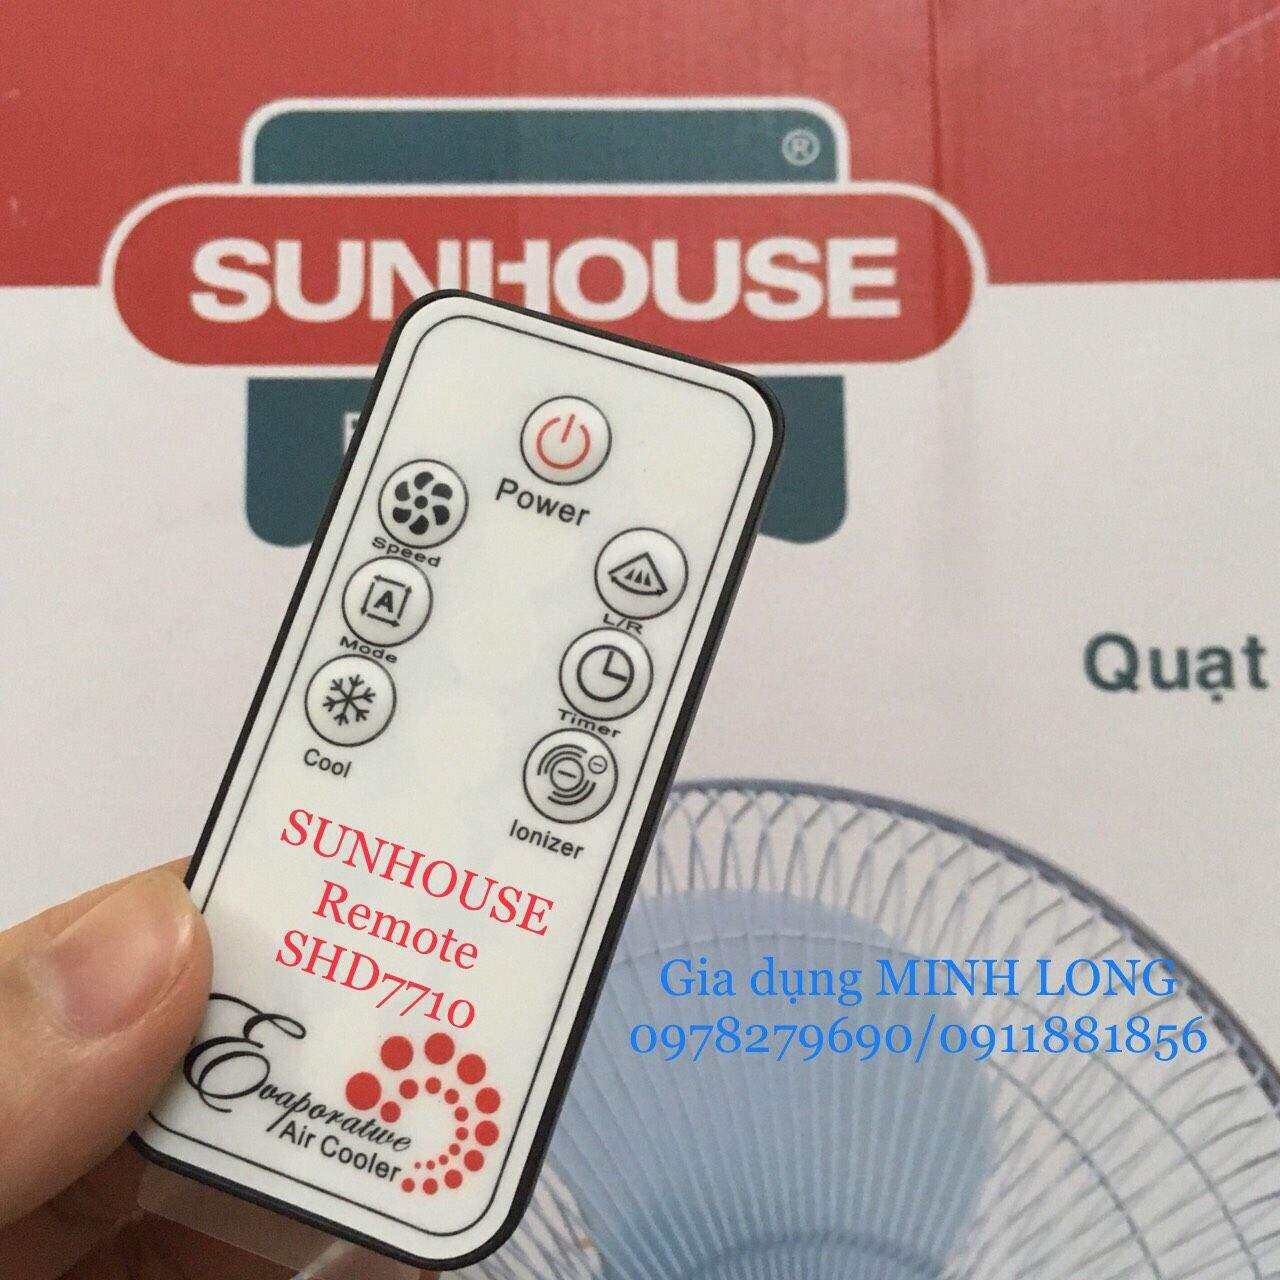 ®
SUNHOUSE
Power
Speed
L/R
Mode
Timer
Cool
Ionizer
SUNHOUSE
Remote
SHD7710
Evaporative
Air Cooler
Quạt
Gia dụng MINH LONG
0978279690/0911881856